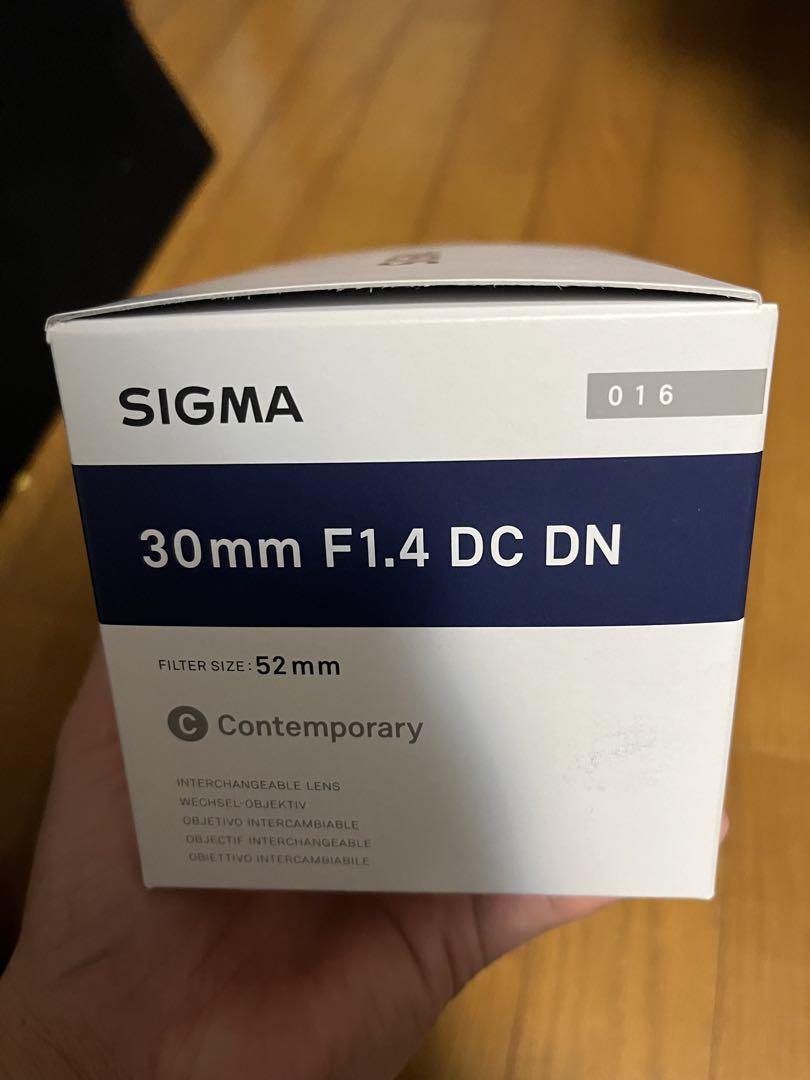 SIGMA
016
30mm F1.4 DC DN
FILTER SIZE: 52mm
C Contemporary
INTERCHANGEABLE LENS
WECHSEL-OBJEKTIV
OBJETIVO INTERCAMBIABLE
OBJECTIF INTERCHANGEABLE
OBIETTIVO INTERCAMBIABILE